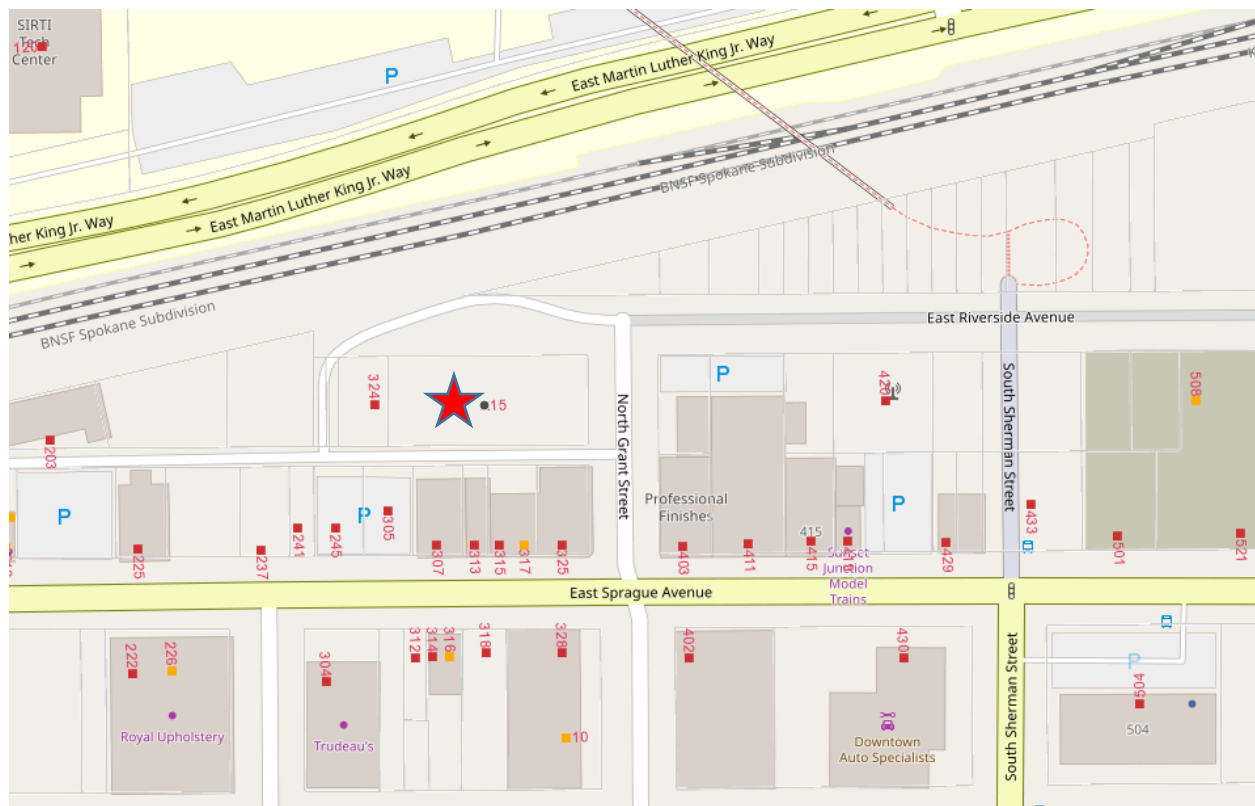 SIRTI
Tech
Center
120
P
East Martin Luther King Jr. Way
East Martin Luther King Jr. Way
her King Jr. Way
BNSF Spokane Subdivision
BNSF Spokane Subdivision
K
East Riverside Avenue
324
15
P
420
508
203
North Grant Street
South Sherman Street
P
P
P
Professional
Finishes
225
237
241
245
305
307
313
315
317
325
403
411
415
415
429
433
501
521
Sunset
Junction
Model
Trains
East Sprague Avenue
222
226
304
312
314
316
318
328
10
402
430
P
504
504
South Sherman Street
Royal Upholstery
Trudeau's
Downtown
Auto Specialists